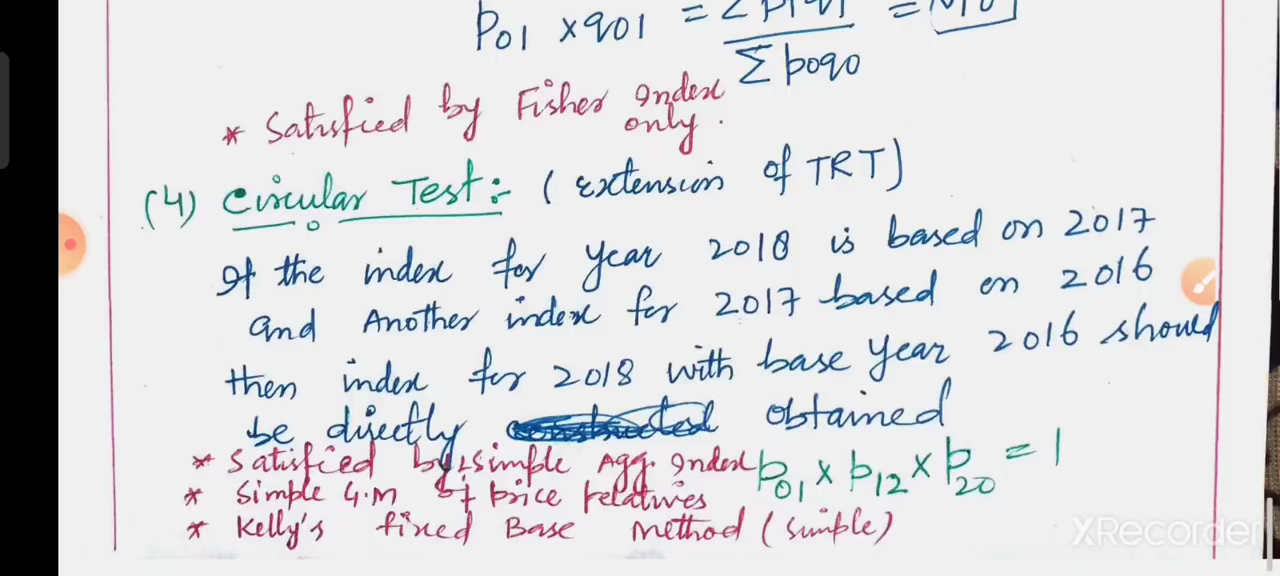 P01 × q01 = Σp1q1 / Σp0q0 =
* Satisfied by Fisher Index only.
(4) Circular Test:- (extension of TRT)
If the index for year 2018 is based on 2017
and Another index for 2017 based on 2016
then index for 2018 with base year 2016 should
be directly obtained
* Satisfied by simple Agg. Index
P01 × P12 × P20 = 1
* Simple G.M of price relatives
* Kelly's fixed Base method (simple)
XRecorder